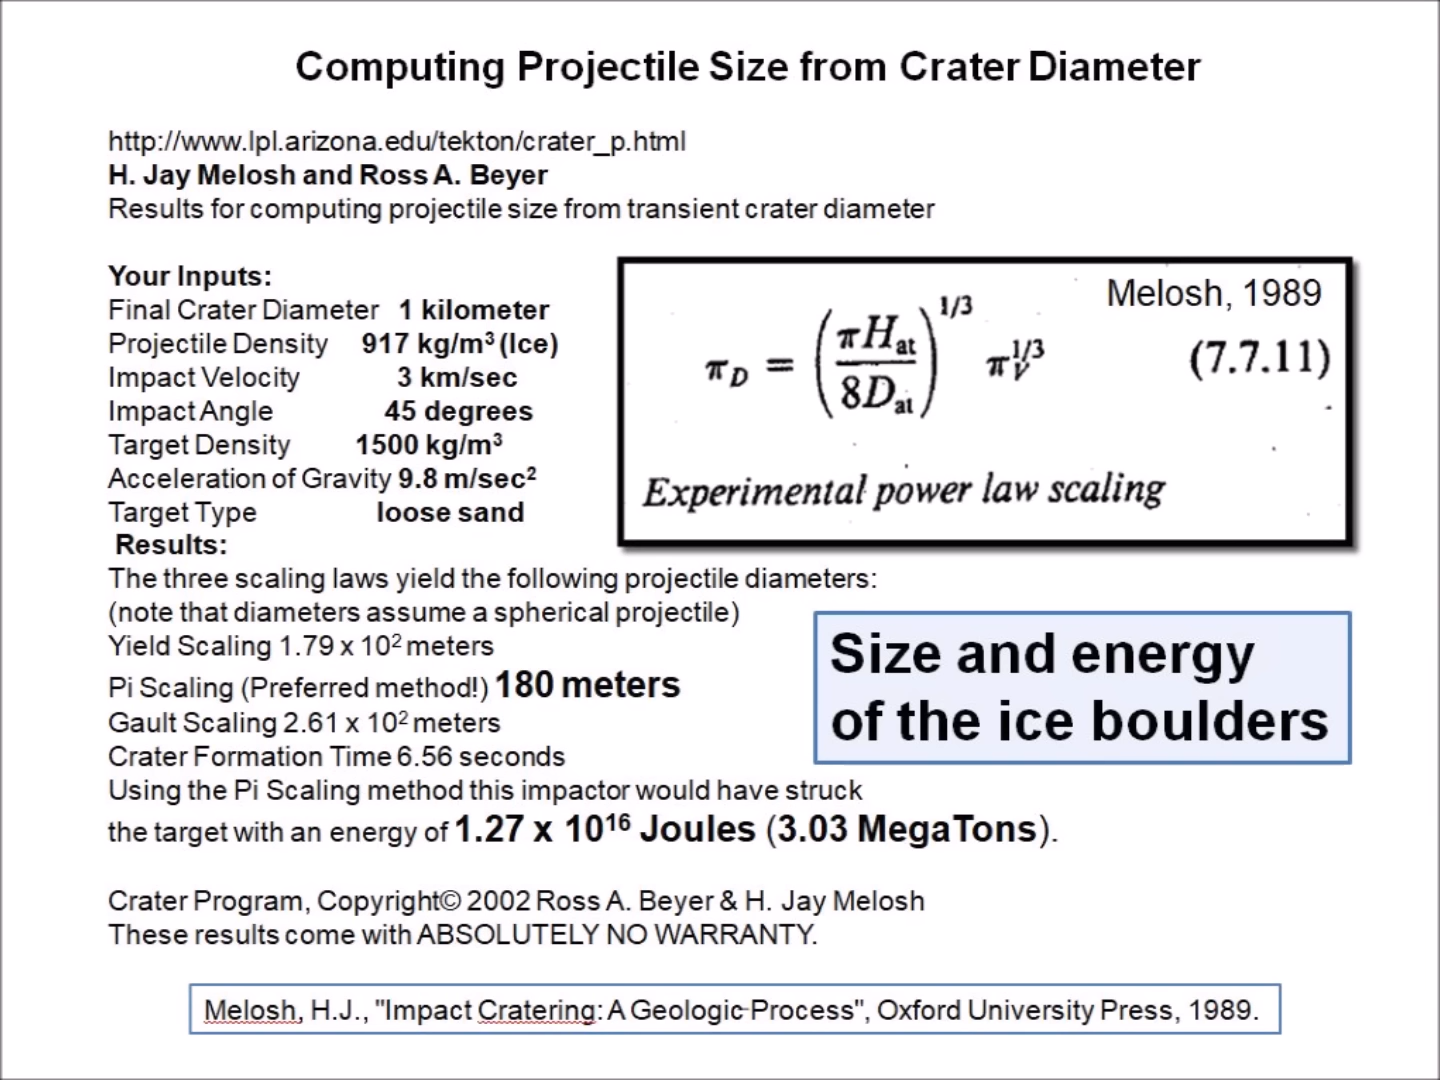 Computing Projectile Size from Crater Diameter
http://www.lpl.arizona.edu/tekton/crater_p.html
H. Jay Melosh and Ross A. Beyer
Results for computing projectile size from transient crater diameter
Your Inputs:
Final Crater Diameter 1 kilometer
Projectile Density 917 kg/m³ (Ice)
Impact Velocity 3 km/sec
Impact Angle 45 degrees
Target Density 1500 kg/m³
Acceleration of Gravity 9.8 m/sec²
Target Type loose sand
Melosh, 1989
π_D = (πH_at / 8D_at)^1/3 π_V^1/3 (7.7.11)
Experimental power law scaling
Results:
The three scaling laws yield the following projectile diameters:
(note that diameters assume a spherical projectile)
Yield Scaling 1.79 x 10² meters
Pi Scaling (Preferred method!) 180 meters
Gault Scaling 2.61 x 10² meters
Crater Formation Time 6.56 seconds
Using the Pi Scaling method this impactor would have struck
the target with an energy of 1.27 x 10¹⁶ Joules (3.03 MegaTons).
Size and energy
of the ice boulders
Crater Program, Copyright© 2002 Ross A. Beyer & H. Jay Melosh
These results come with ABSOLUTELY NO WARRANTY.
Melosh, H.J., "Impact Cratering: A Geologic Process", Oxford University Press, 1989.